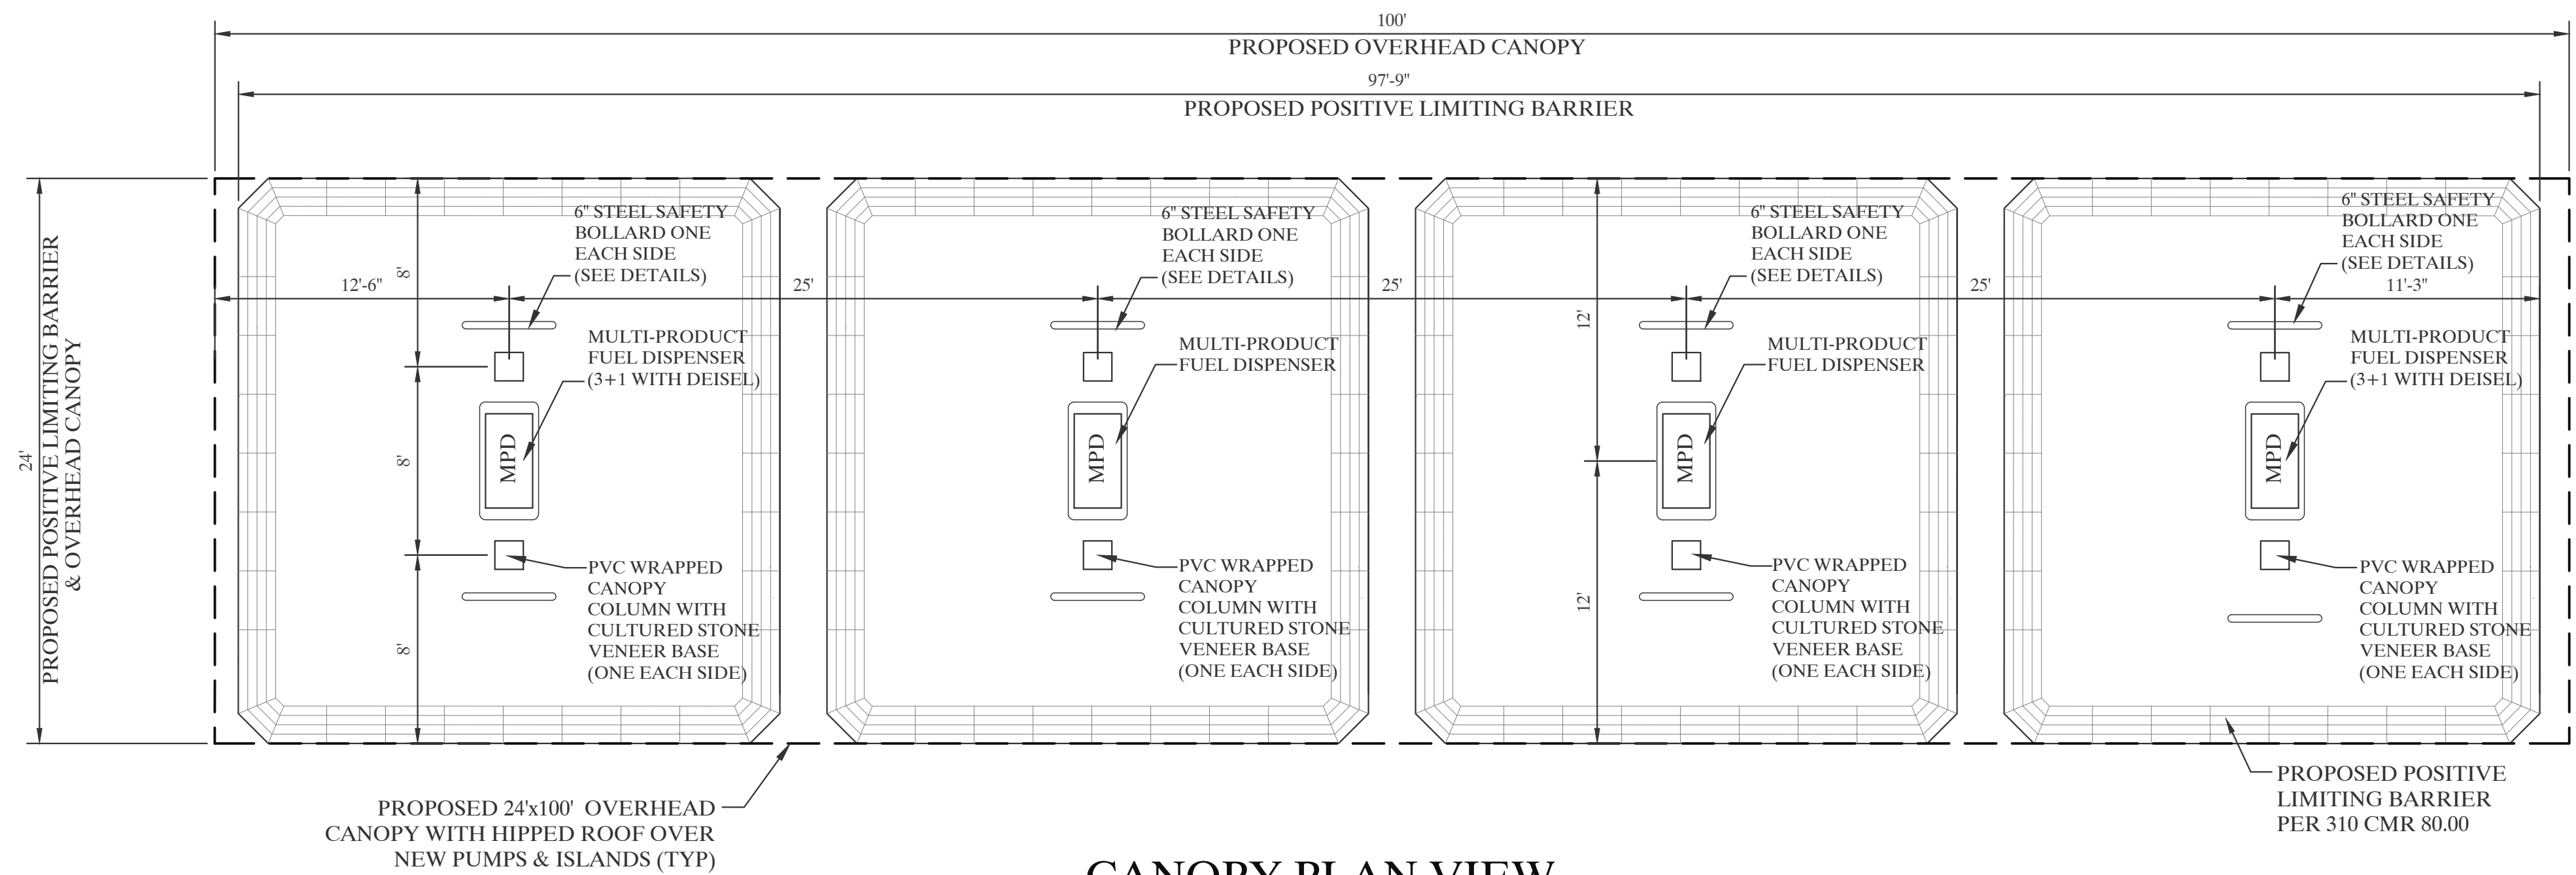 100'
PROPOSED OVERHEAD CANOPY
97'-9"
PROPOSED POSITIVE LIMITING BARRIER
24'
PROPOSED POSITIVE LIMITING BARRIER
& OVERHEAD CANOPY
12'-6"
8'
8'
8'
6" STEEL SAFETY
BOLLARD ONE
EACH SIDE
(SEE DETAILS)
MULTI-PRODUCT
FUEL DISPENSER
(3+1 WITH DEISEL)
MPD
PVC WRAPPED
CANOPY
COLUMN WITH
CULTURED STONE
VENEER BASE
(ONE EACH SIDE)
25'
6" STEEL SAFETY
BOLLARD ONE
EACH SIDE
(SEE DETAILS)
MULTI-PRODUCT
FUEL DISPENSER
MPD
PVC WRAPPED
CANOPY
COLUMN WITH
CULTURED STONE
VENEER BASE
(ONE EACH SIDE)
25'
12'
12'
6" STEEL SAFETY
BOLLARD ONE
EACH SIDE
(SEE DETAILS)
MULTI-PRODUCT
FUEL DISPENSER
MPD
PVC WRAPPED
CANOPY
COLUMN WITH
CULTURED STONE
VENEER BASE
(ONE EACH SIDE)
25'
6" STEEL SAFETY
BOLLARD ONE
EACH SIDE
(SEE DETAILS)
11'-3"
MULTI-PRODUCT
FUEL DISPENSER
(3+1 WITH DEISEL)
MPD
PVC WRAPPED
CANOPY
COLUMN WITH
CULTURED STONE
VENEER BASE
(ONE EACH SIDE)
PROPOSED 24'x100' OVERHEAD
CANOPY WITH HIPPED ROOF OVER
NEW PUMPS & ISLANDS (TYP)
PROPOSED POSITIVE
LIMITING BARRIER
PER 310 CMR 80.00
CANOPY PLAN VIEW